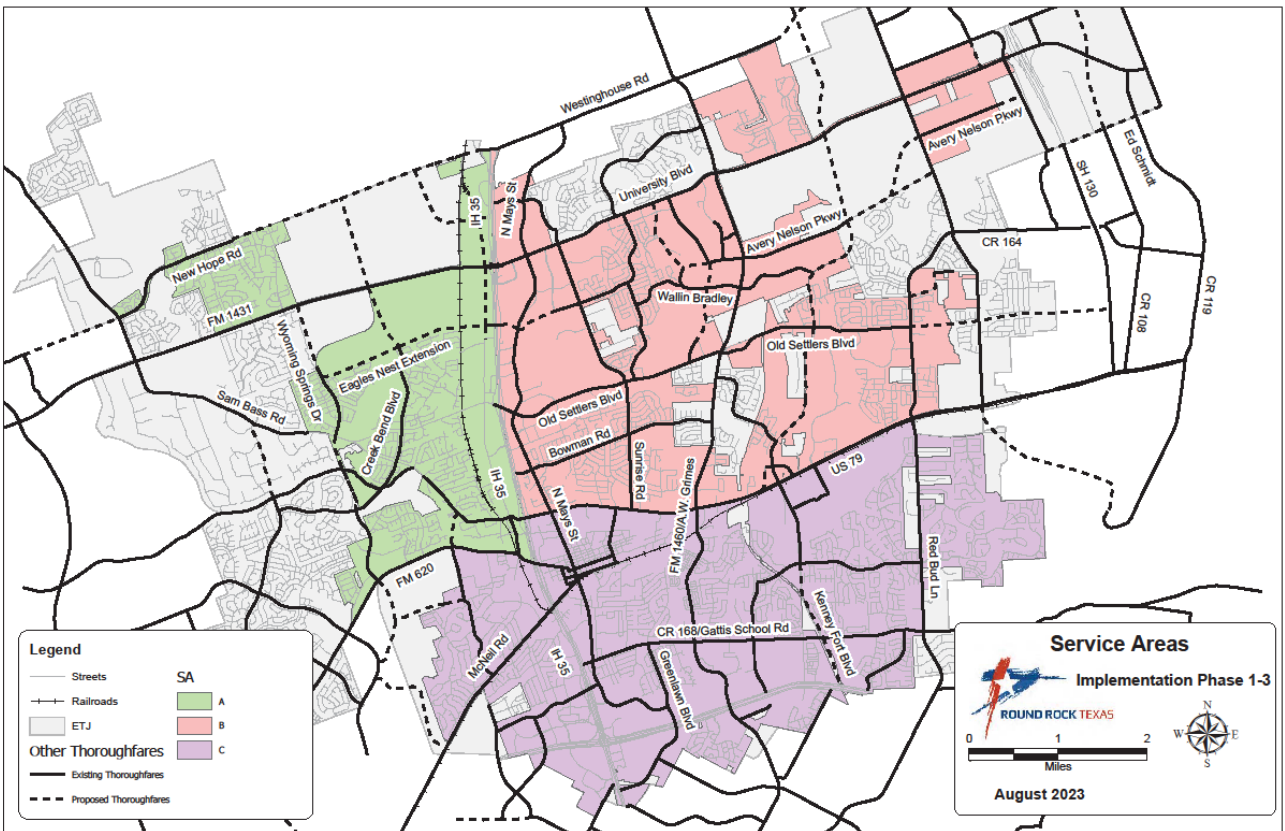 Westinghouse Rd
Avery Nelson Pkwy
Ed Schmidt
SH 130
University Blvd
N Mays St
IH 35
Avery Nelson Pkwy
CR 164
New Hope Rd
FM 1431
Wallin Bradley
CR 108
CR 119
Wyoming Springs Dr
Eagles Nest Extension
Old Settlers Blvd
Sam Bass Rd
Creek Bend Blvd
Old Settlers Blvd
Bowman Rd
Sunrise Rd
IH 35
N Mays St
US 79
FM 1460/A.W. Grimes
FM 620
Red Bud Ln
McNeil Rd
CR 168/Gattis School Rd
Kenney Fort Blvd
IH 35
Greenlawn Blvd
Legend
Streets
Railroads
ETJ
Other Thoroughfares
Existing Thoroughfares
Proposed Thoroughfares
SA
A
B
C
Service Areas
Implementation Phase 1-3
ROUND ROCK TEXAS
N
W E
S
0 1 2
Miles
August 2023